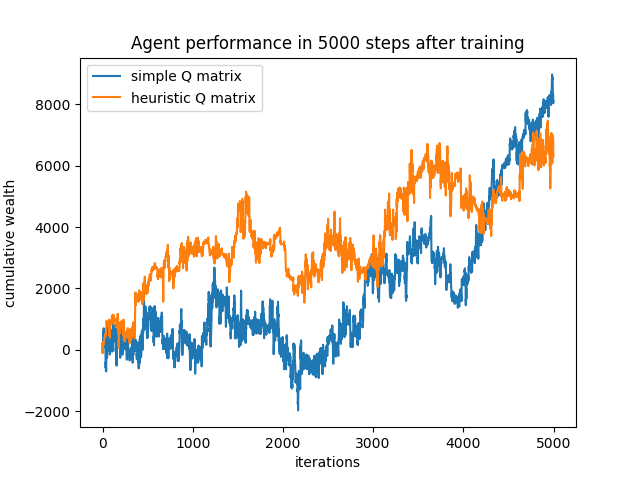 Agent performance in 5000 steps after training
simple Q matrix
heuristic Q matrix
cumulative wealth
8000
6000
4000
2000
0
−2000
0 1000 2000 3000 4000 5000
iterations